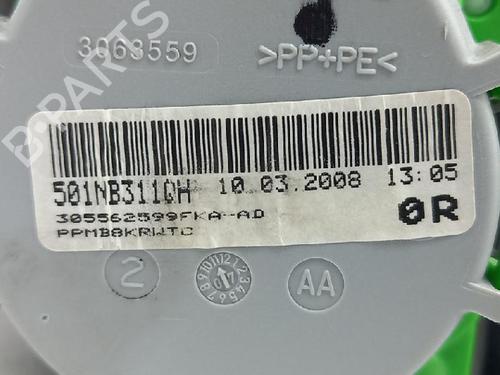 3063559 >PP+PE<
B-PARTS
501NB311QH 10.03.2008 13:05
305562599FKA-AD 0R
PPMB8KRWTC
2 AA